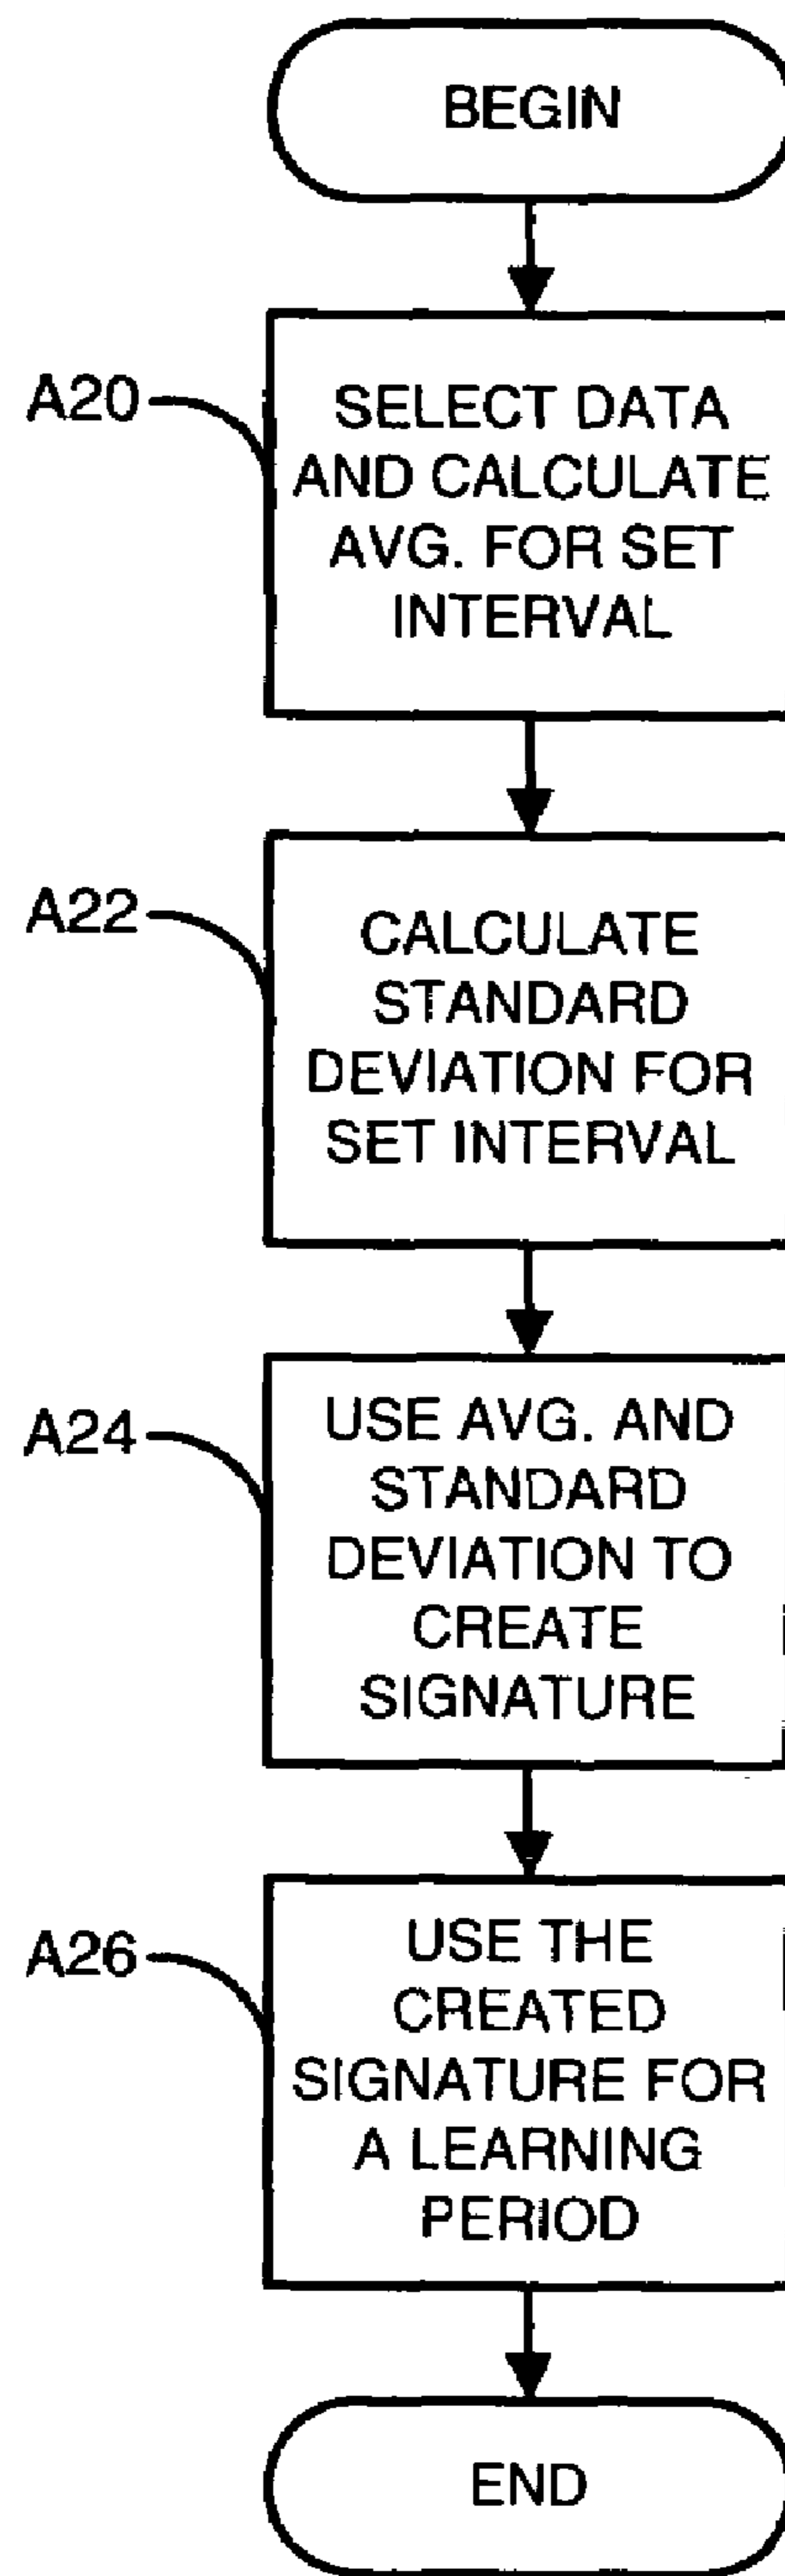 BEGIN
A20
SELECT DATA
AND CALCULATE
AVG. FOR SET
INTERVAL
A22
CALCULATE
STANDARD
DEVIATION FOR
SET INTERVAL
A24
USE AVG. AND
STANDARD
DEVIATION TO
CREATE
SIGNATURE
A26
USE THE
CREATED
SIGNATURE FOR
A LEARNING
PERIOD
END